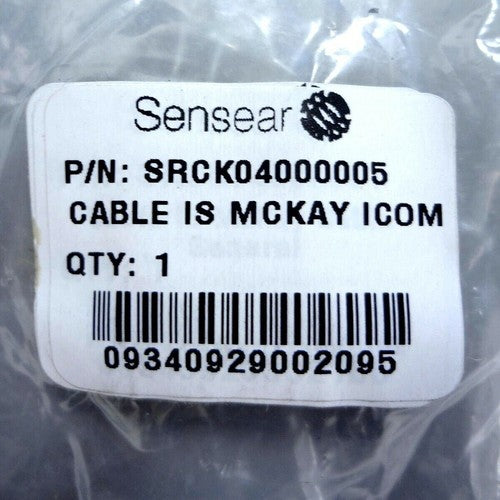 Sensear
P/N: SRCK04000005
CABLE IS MCKAY ICOM
QTY: 1
09340929002095